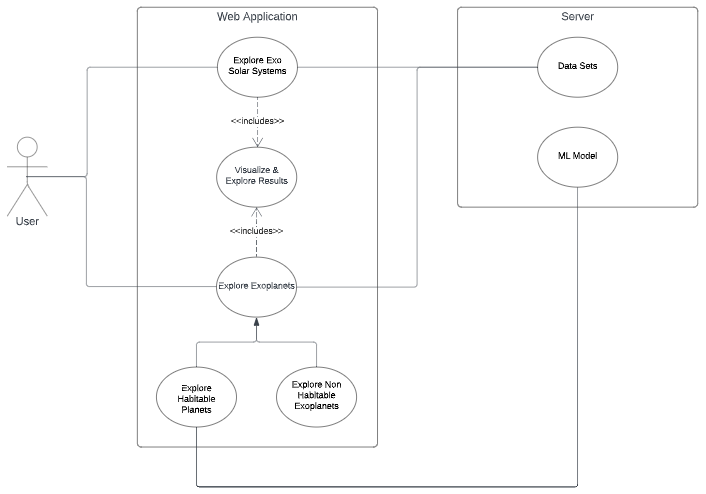 Web Application
Server
Explore Exo
Solar Systems
Data Sets
<<includes>>
ML Model
Visualize &
Explore Results
User
<<includes>>
Explore Exoplanets
Explore
Habitable
Planets
Explore Non
Habitable
Exoplanets